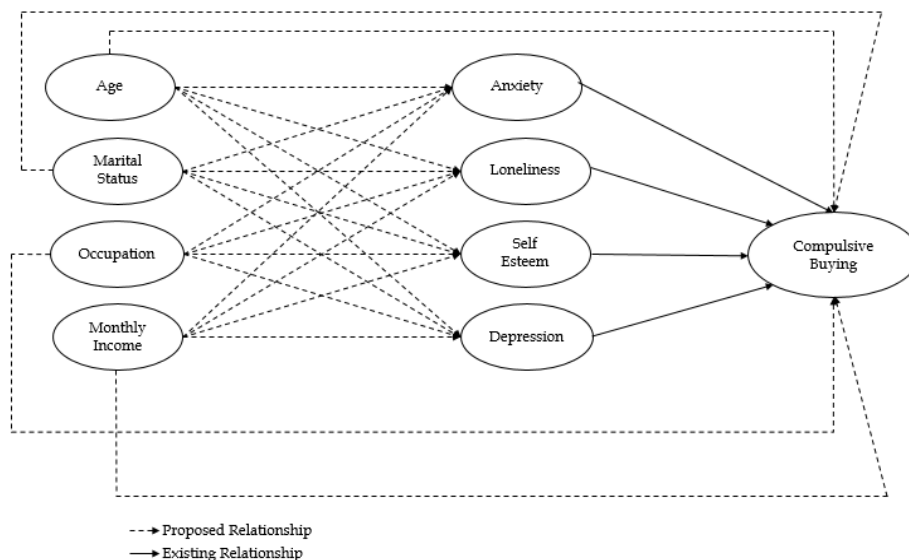 Age
Anxiety
Marital
Status
Loneliness
Occupation
Self
Esteem
Compulsive
Buying
Monthly
Income
Depression
Proposed Relationship
Existing Relationship